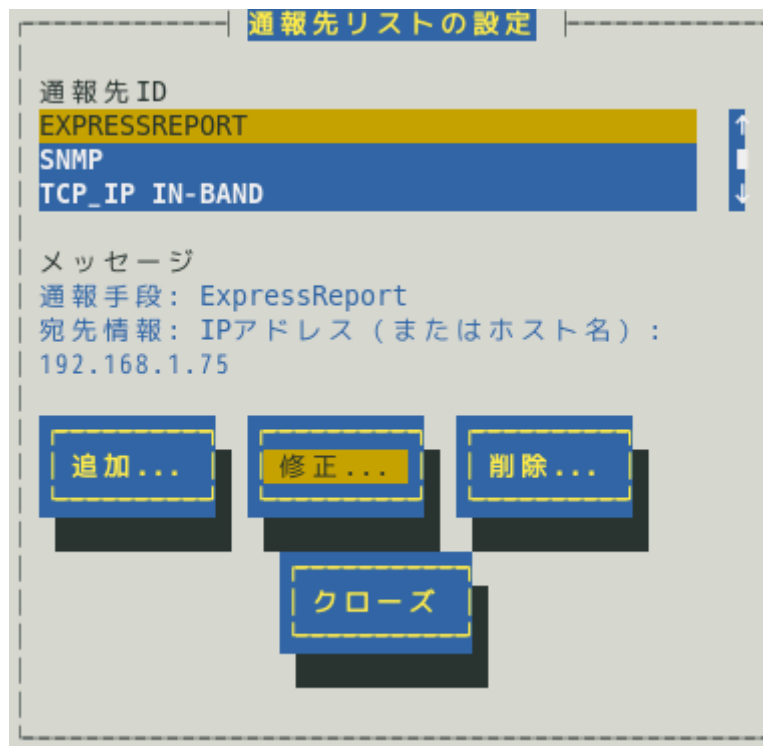 通報先リストの設定
通報先ID
EXPRESSREPORT
SNMP
TCP_IP IN-BAND
メッセージ
通報手段: ExpressReport
宛先情報: IPアドレス(またはホスト名):
192.168.1.75
追加... 修正... 削除...
クローズ